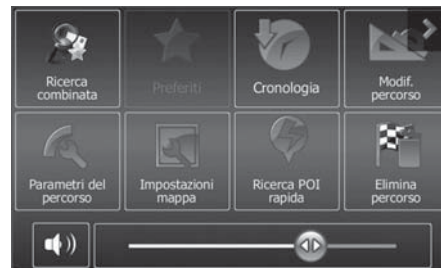 Ricerca
combinata
Preferiti
Cronologia
Modif.
percorso
Parametri del
percorso
Impostazioni
mappa
Ricerca POI
rapida
Elimina
percorso